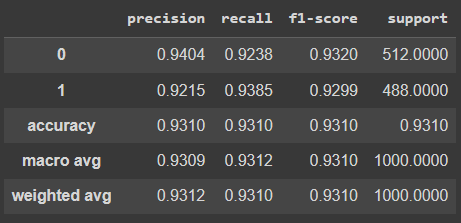 precision recall f1-score support
0 0.9404 0.9238 0.9320 512.0000
1 0.9215 0.9385 0.9299 488.0000
accuracy 0.9310 0.9310 0.9310 0.9310
macro avg 0.9309 0.9312 0.9310 1000.0000
weighted avg 0.9312 0.9310 0.9310 1000.0000